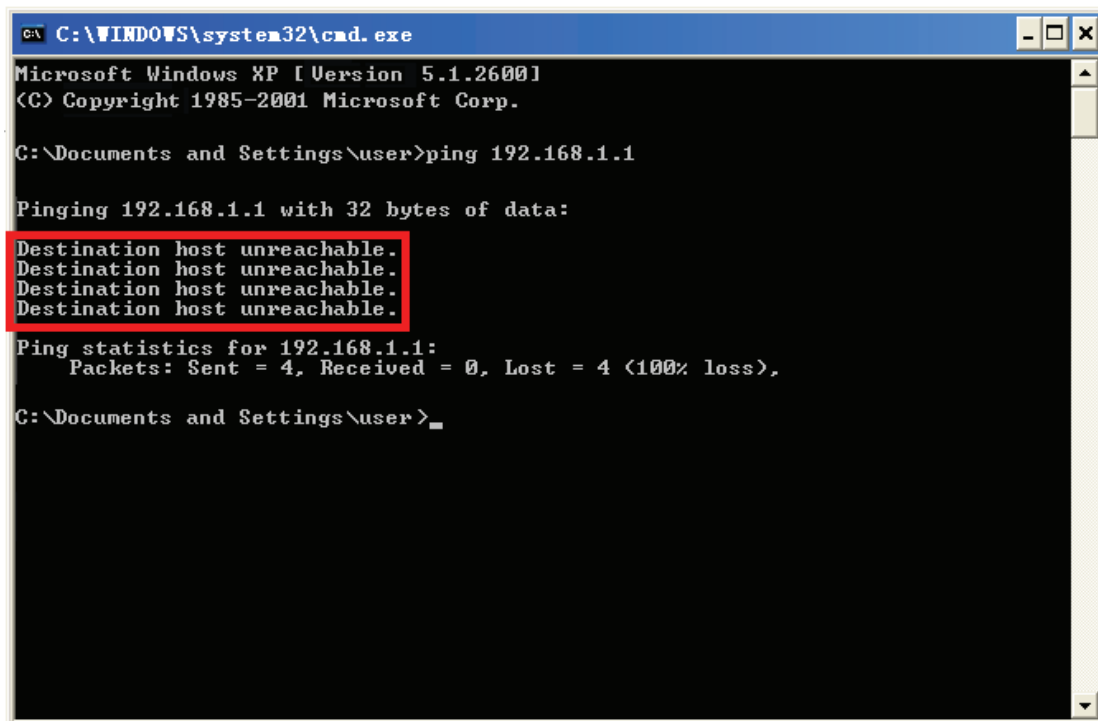 C:\WINDOWS\system32\cmd.exe
Microsoft Windows XP [Version 5.1.2600]
(C) Copyright 1985-2001 Microsoft Corp.
C:\Documents and Settings\user>ping 192.168.1.1
Pinging 192.168.1.1 with 32 bytes of data:
Destination host unreachable.
Destination host unreachable.
Destination host unreachable.
Destination host unreachable.
Ping statistics for 192.168.1.1:
    Packets: Sent = 4, Received = 0, Lost = 4 (100% loss),
C:\Documents and Settings\user>_